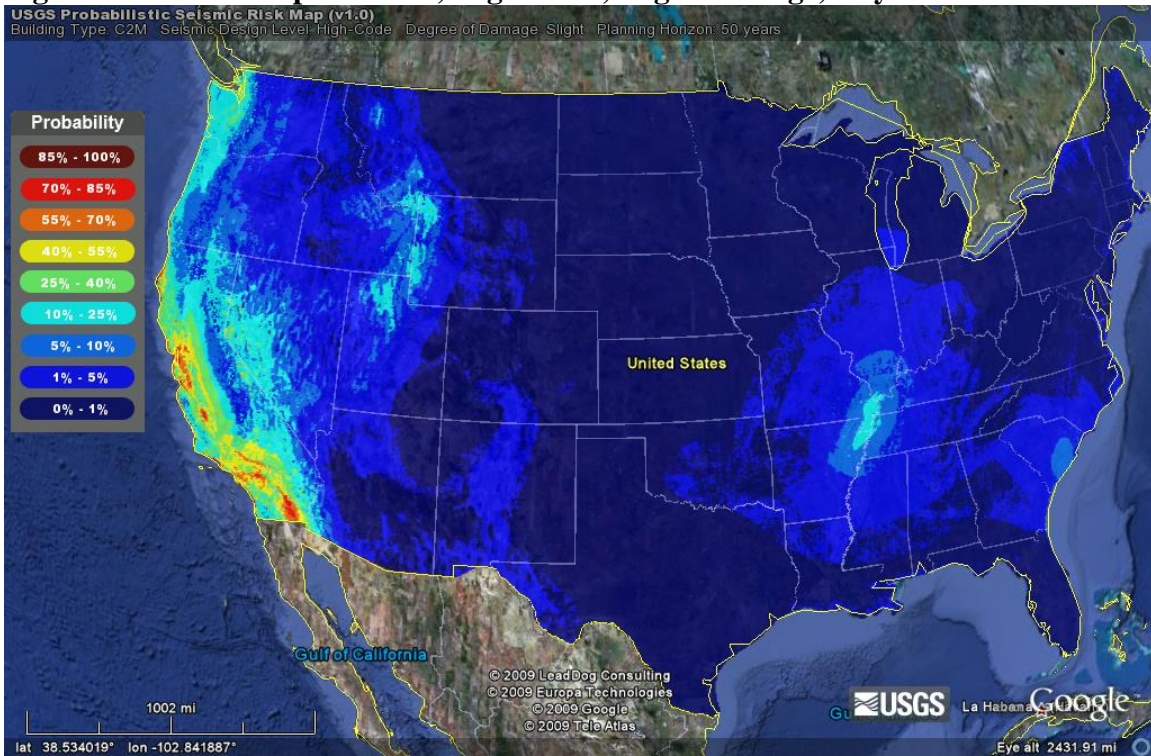 USGS Probabilistic Seismic Risk Map (v1.0)
Building Type: C2M Seismic Design Level: High-Code Degree of Damage: Slight Planning Horizon: 50 years
Probability
85% - 100%
70% - 85%
55% - 70%
40% - 55%
25% - 40%
10% - 25%
5% - 10%
1% - 5%
0% - 1%
United States
Gulf of California
© 2009 LeadDog Consulting
© 2009 Europa Technologies
© 2009 Google
© 2009 Tele Atlas
1002 mi
USGS
La Habana
Google
lat 38.534019° lon -102.841887°
Eye alt 2431.91 mi